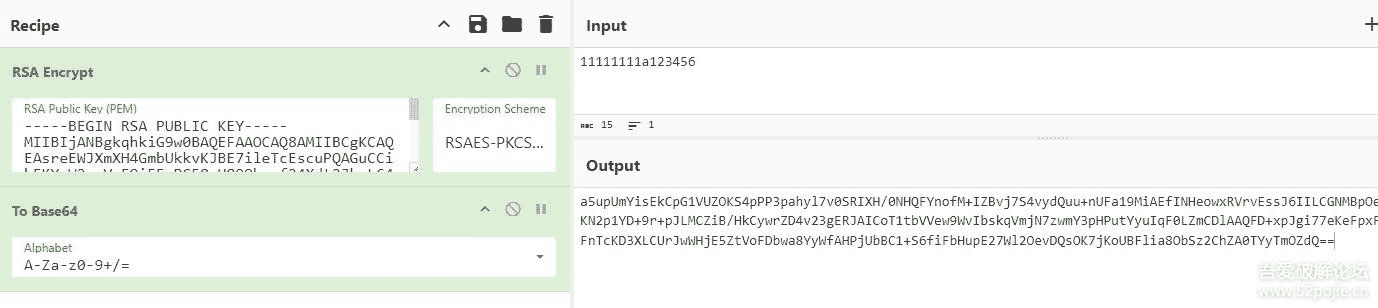 Recipe
RSA Encrypt
RSA Public Key (PEM)
-----BEGIN RSA PUBLIC KEY-----
MIIBIjANBgkqhkiG9w0BAQEFAAOCAQ8AMIIBCgKCAQ
EAsreEWJXmXH4GmbUkkvKJBE7ileTcEscuPQAGuCCi
Encryption Scheme
RSAES-PKCS...
To Base64
Alphabet
A-Za-z0-9+/=
Input
11111111a123456
ABC 15 1
Output
a5upUmYisEkCpG1VUZOKS4pPP3pahyl7v0SRIXH/0NHQFYnofM+IZBvj7S4vydQuu+nUFa19MiAEfINHeowxRVrvEssJ6IILCGNMBpOe
KN2p1YD+9r+pJLMCZiB/HkCywrZD4v23gERJAICoT1tbVVew9WvIbskqVmjN7zwmY3pHPutYyuIqF0LZmCDlAAQFD+xpJgi77eKeFpxF
FnTcKD3XLCUrJwWHjE5ZtVoFDbwa8YyWfAHPjUbBC1+S6fiFbHupE27Wl2OevDQsOK7jKoUBFlia8ObSz2ChZA0TYyTmOZdQ==
吾爱破解论坛
www.52pojie.cn